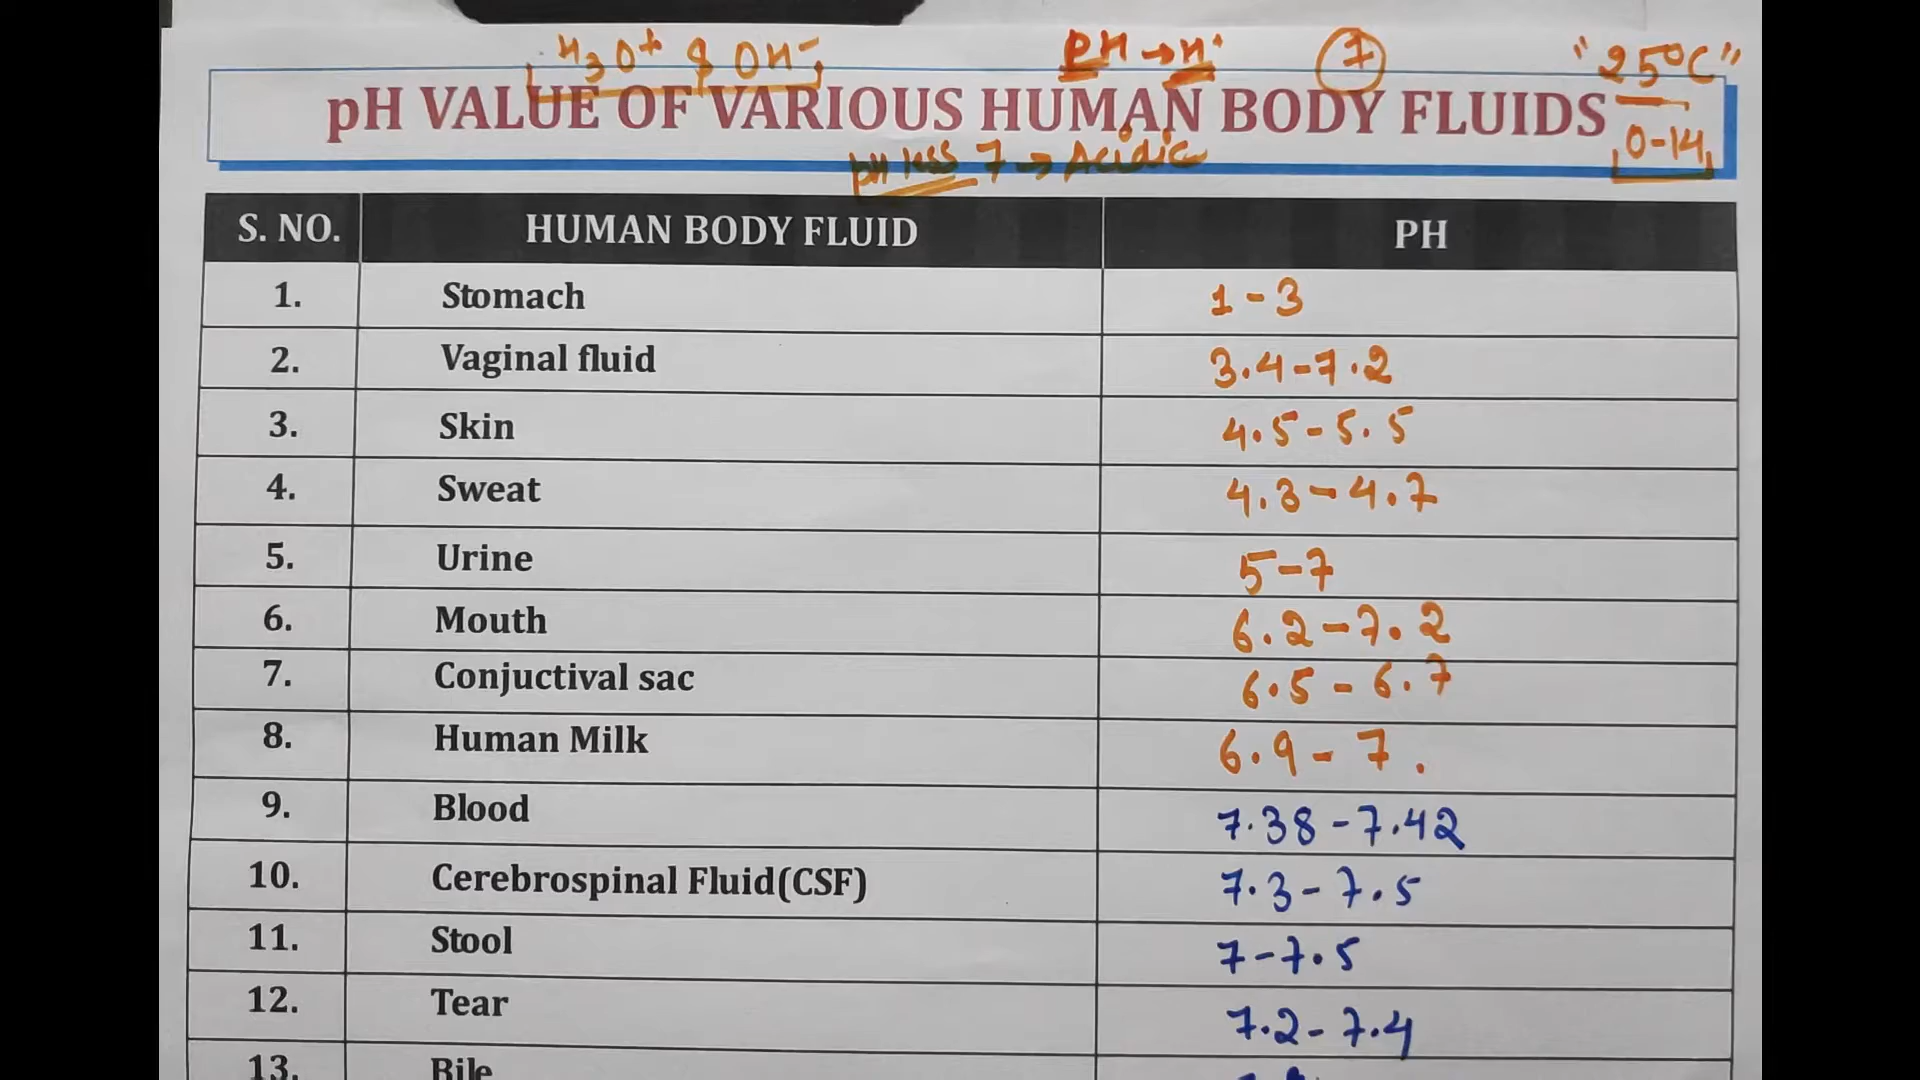 H3O+ & OH-
pH → H+
7
"25°C"
pH VALUE OF VARIOUS HUMAN BODY FLUIDS
0-14
pH less 7 → Acidic
S. NO. HUMAN BODY FLUID PH
1. Stomach 1 - 3
2. Vaginal fluid 3.4 - 7.2
3. Skin 4.5 - 5.5
4. Sweat 4.3 - 4.7
5. Urine 5 - 7
6. Mouth 6.2 - 7.2
7. Conjuctival sac 6.5 - 6.7
8. Human Milk 6.9 - 7.
9. Blood 7.38 - 7.42
10. Cerebrospinal Fluid(CSF) 7.3 - 7.5
11. Stool 7 - 7.5
12. Tear 7.2 - 7.4
13. Bile